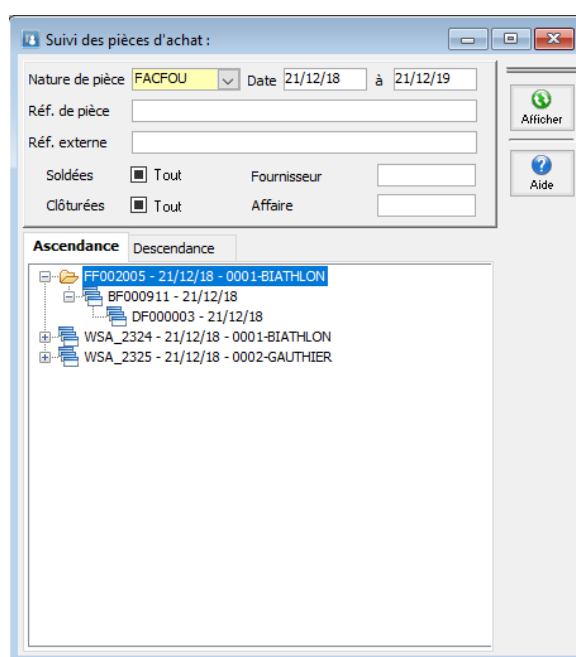 Suivi des pièces d'achat :
Nature de pièce FACFOU Date 21/12/18 à 21/12/19
Réf. de pièce
Réf. externe
Soldées Tout Fournisseur
Clôturées Tout Affaire
Afficher
Aide
Ascendance Descendance
FF002005 - 21/12/18 - 0001-BIATHLON
BF000911 - 21/12/18
DF000003 - 21/12/18
WSA_2324 - 21/12/18 - 0001-BIATHLON
WSA_2325 - 21/12/18 - 0002-GAUTHIER